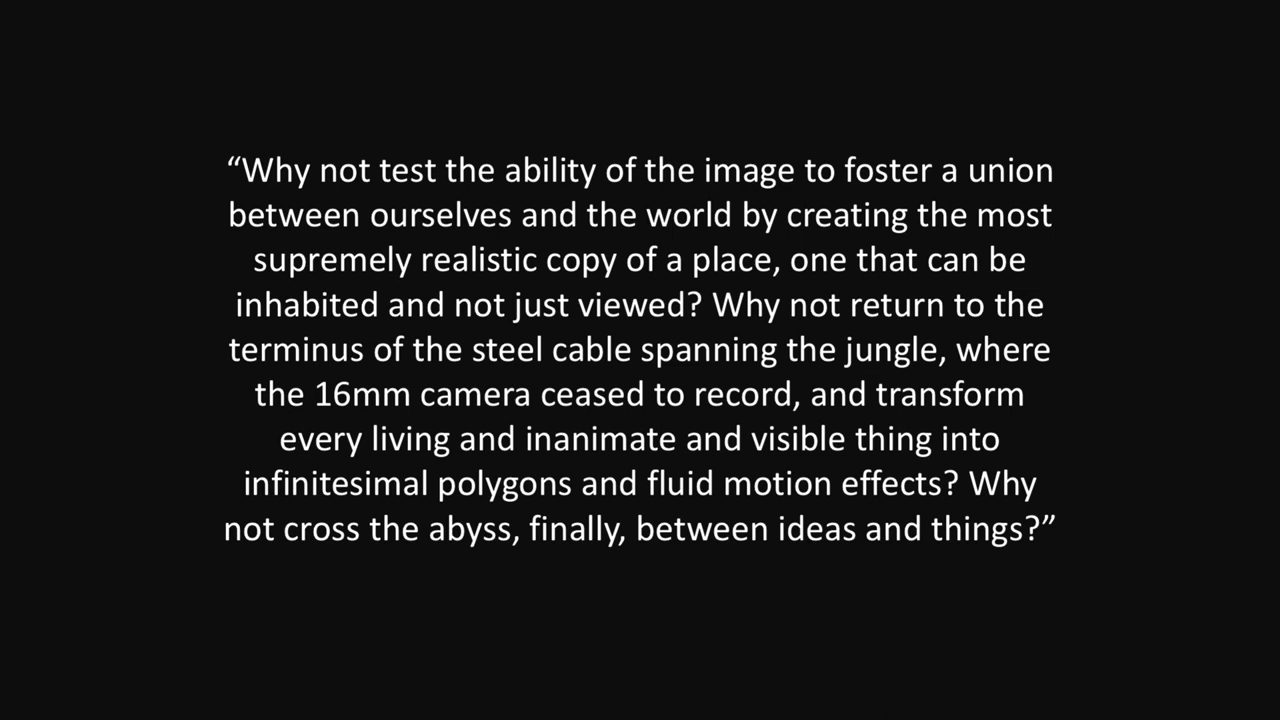 “Why not test the ability of the image to foster a union
between ourselves and the world by creating the most
supremely realistic copy of a place, one that can be
inhabited and not just viewed? Why not return to the
terminus of the steel cable spanning the jungle, where
the 16mm camera ceased to record, and transform
every living and inanimate and visible thing into
infinitesimal polygons and fluid motion effects? Why
not cross the abyss, finally, between ideas and things?”